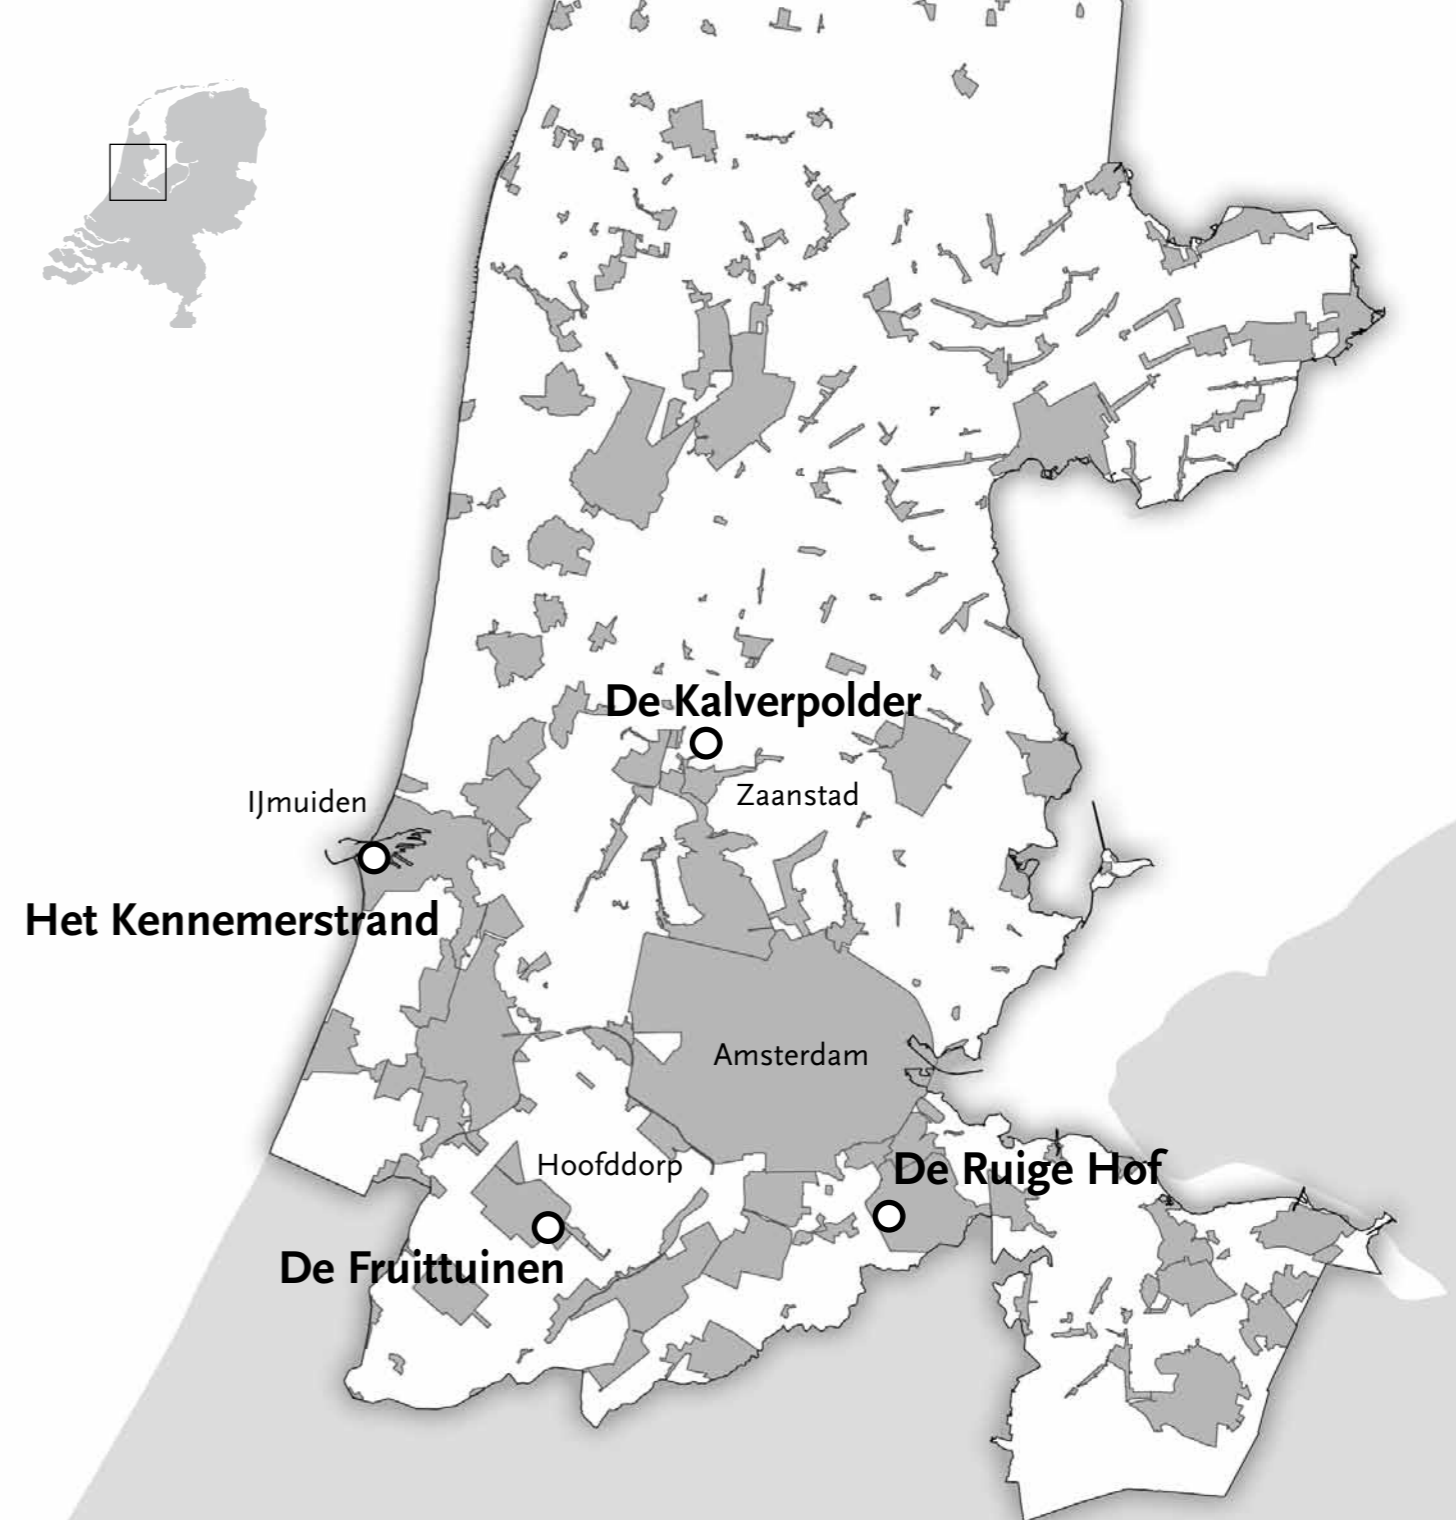 De Kalverpolder
Zaanstad
IJmuiden
Het Kennemerstrand
Amsterdam
Hoofddorp
De Ruige Hof
De Fruittuinen